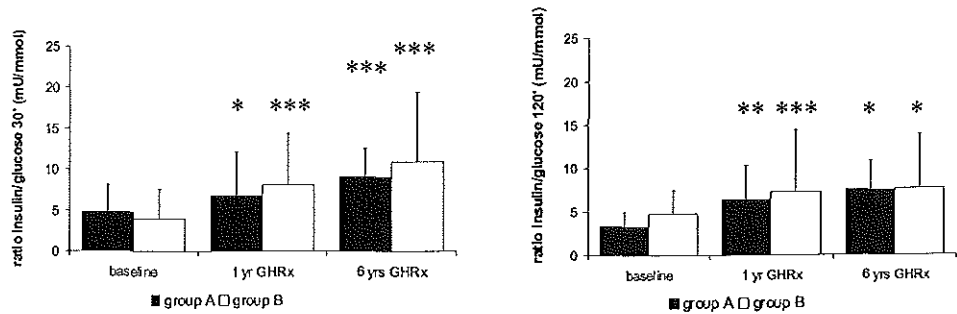 ratio Insulin/glucose 30' (mU/mmol)
25
20
15
10
5
0
* *** *** ***
baseline 1 yr GHRx 6 yrs GHRx
group A group B
ratio Insulin/glucose 120' (mU/mmol)
25
20
15
10
5
0
** *** * *
baseline 1 yr GHRx 6 yrs GHRx
group A group B